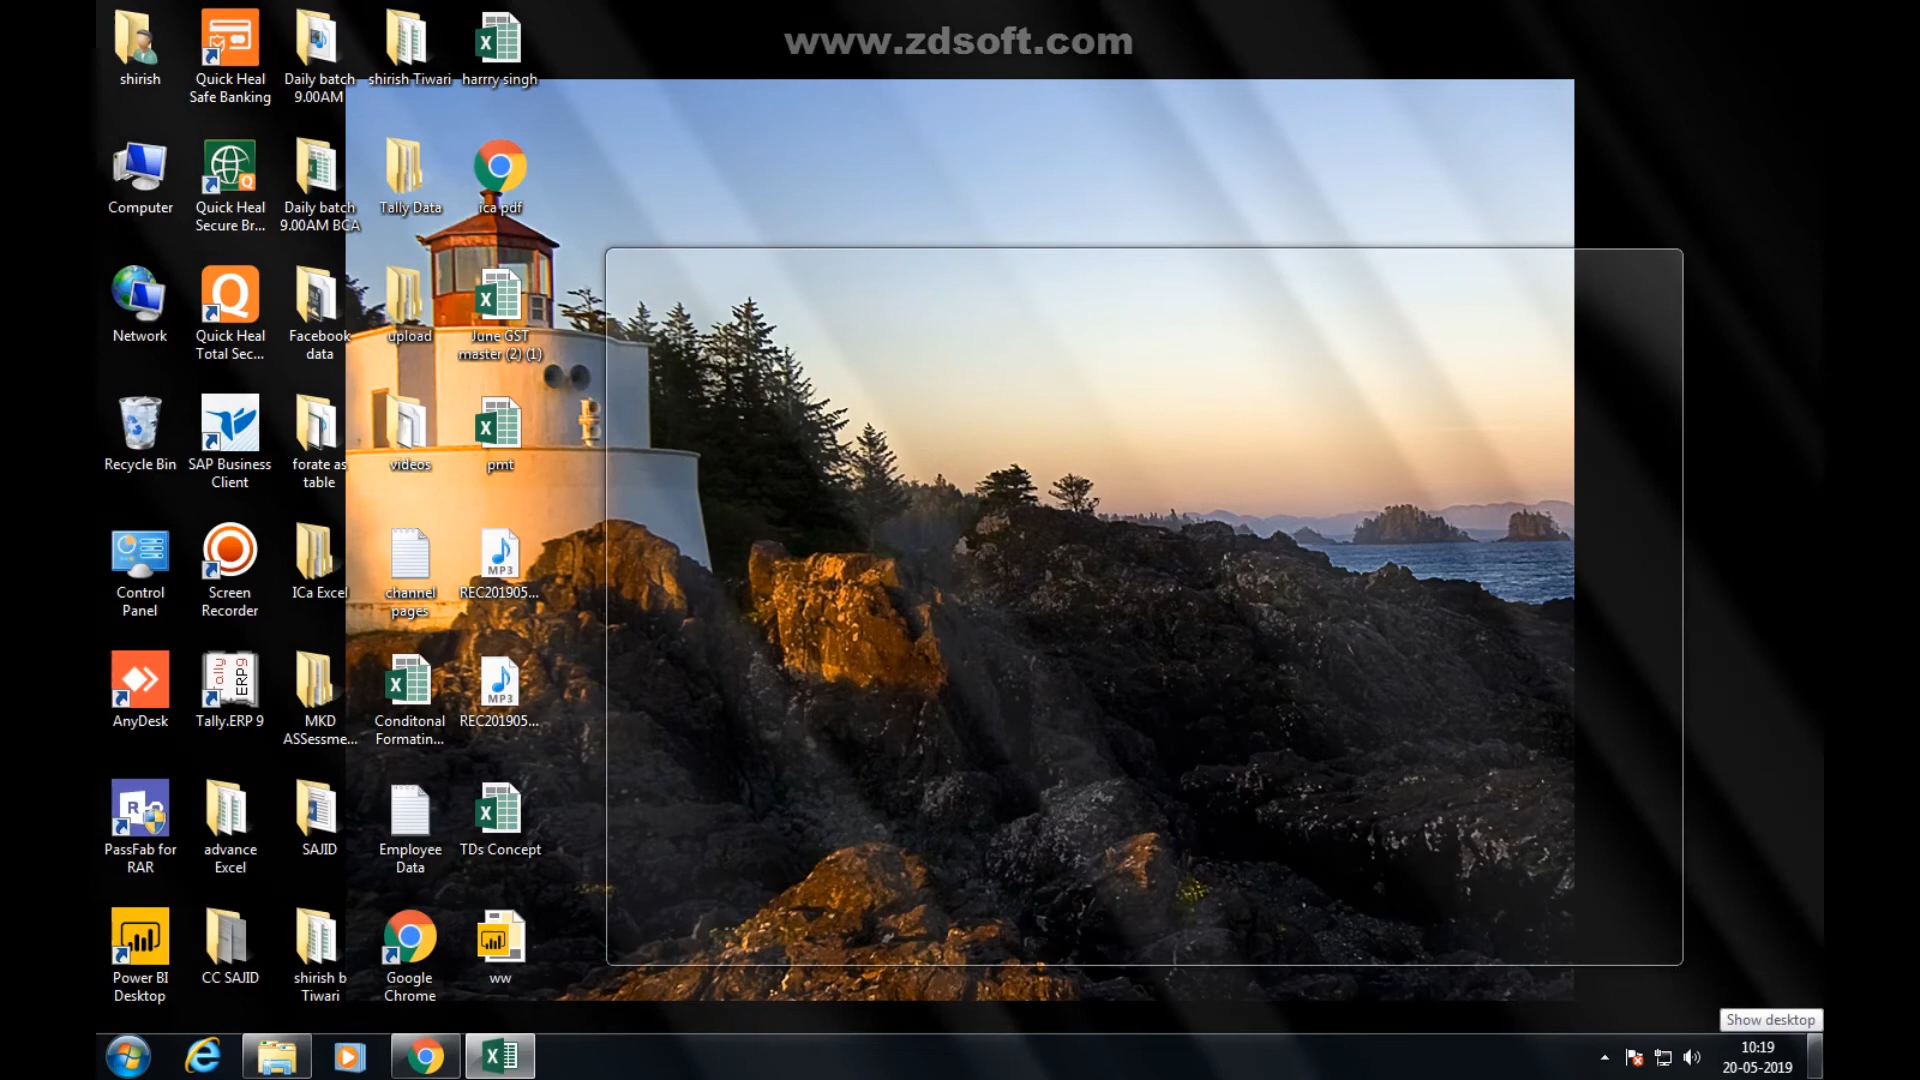 www.zdsoft.com
shirish
Quick Heal
Safe Banking
Daily batch
9.00AM
shirish Tiwari
harrry singh
Computer
Quick Heal
Secure Br...
Daily batch
9.00AM BCA
Tally Data
ica pdf
Network
Quick Heal
Total Sec...
Facebook
data
upload
June GST
master (2) (1)
Recycle Bin
SAP Business
Client
forate as
table
videos
pmt
Control
Panel
Screen
Recorder
ICa Excel
channel
pages
MP3
REC201905...
AnyDesk
Tally
ERP9
Tally.ERP 9
MKD
ASSessme...
Conditonal
Formatin...
MP3
REC201905...
PassFab for
RAR
advance
Excel
SAJID
Employee
Data
TDs Concept
Power BI
Desktop
CC SAJID
shirish b
Tiwari
Google
Chrome
ww
Show desktop
10:19
20-05-2019